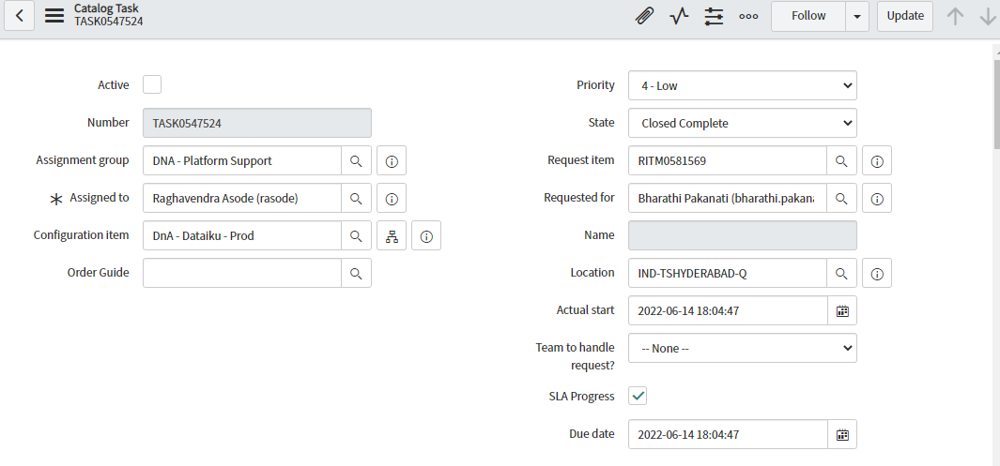 Catalog Task
TASK0547524
Follow
Update
Active
Number TASK0547524
Assignment group DNA - Platform Support
Assigned to Raghavendra Asode (rasode)
Configuration item DnA - Dataiku - Prod
Order Guide
Priority 4 - Low
State Closed Complete
Request item RITM0581569
Requested for Bharathi Pakanati (bharathi.pakana
Name
Location IND-TSHYDERABAD-Q
Actual start 2022-06-14 18:04:47
Team to handle -- None --
request?
SLA Progress
Due date 2022-06-14 18:04:47